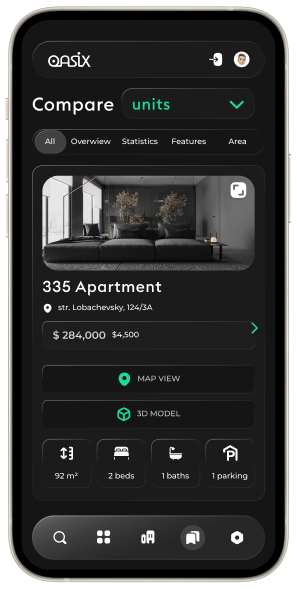 OASIX
Compare units
All Overwiew Statistics Features Area
335 Apartment
str. Lobachevsky, 124/3A
$ 284,000 $4,500
MAP VIEW
3D MODEL
92 m² 2 beds 1 baths 1 parking